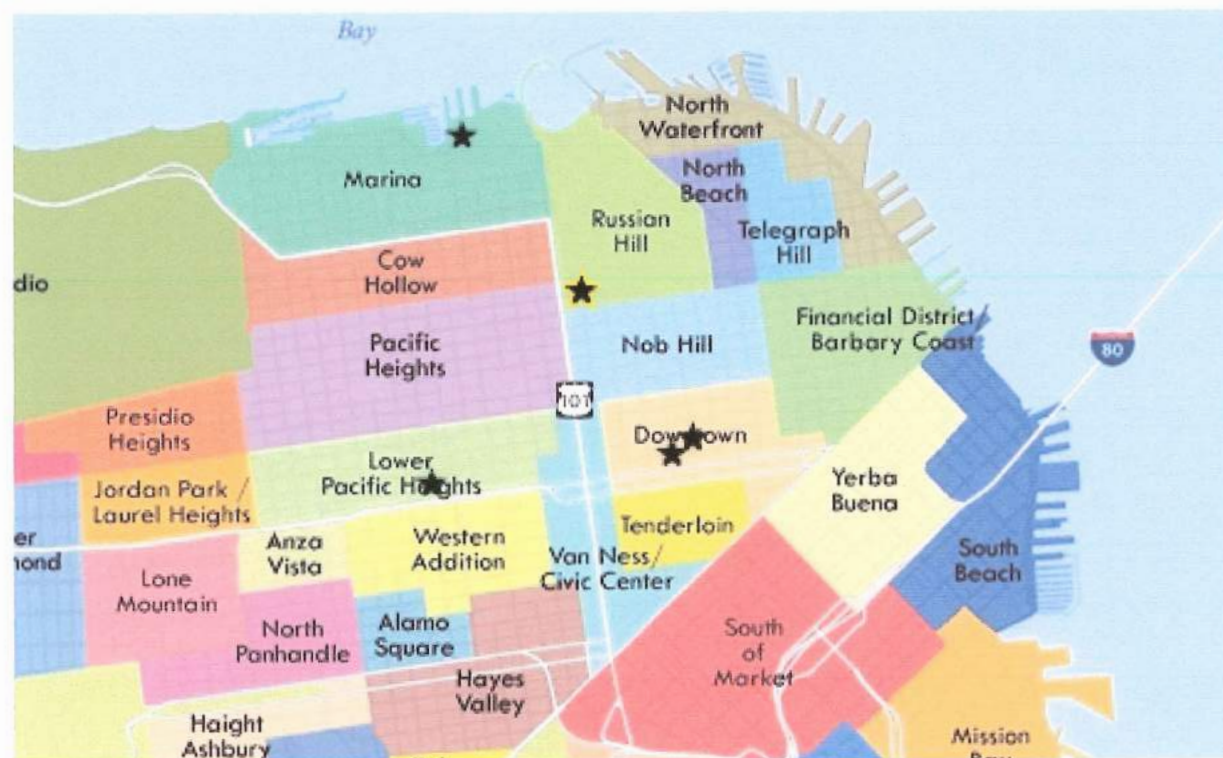 Bay
North
Waterfront
Marina
North
Beach
Russian
Hill
Telegraph
Hill
Cow
Hollow
dio
Financial District
Barbary Coast
Nob Hill
Pacific
Heights
80
101
Presidio
Heights
Downtown
Lower
Pacific Heights
Yerba
Buena
Jordan Park /
Laurel Heights
Tenderloin
er
mond
Anza
Vista
Western
Addition
Van Ness/
Civic Center
South
Beach
Lone
Mountain
North
Panhandle
Alamo
Square
South
of
Market
Hayes
Valley
Haight
Ashbury
Mission